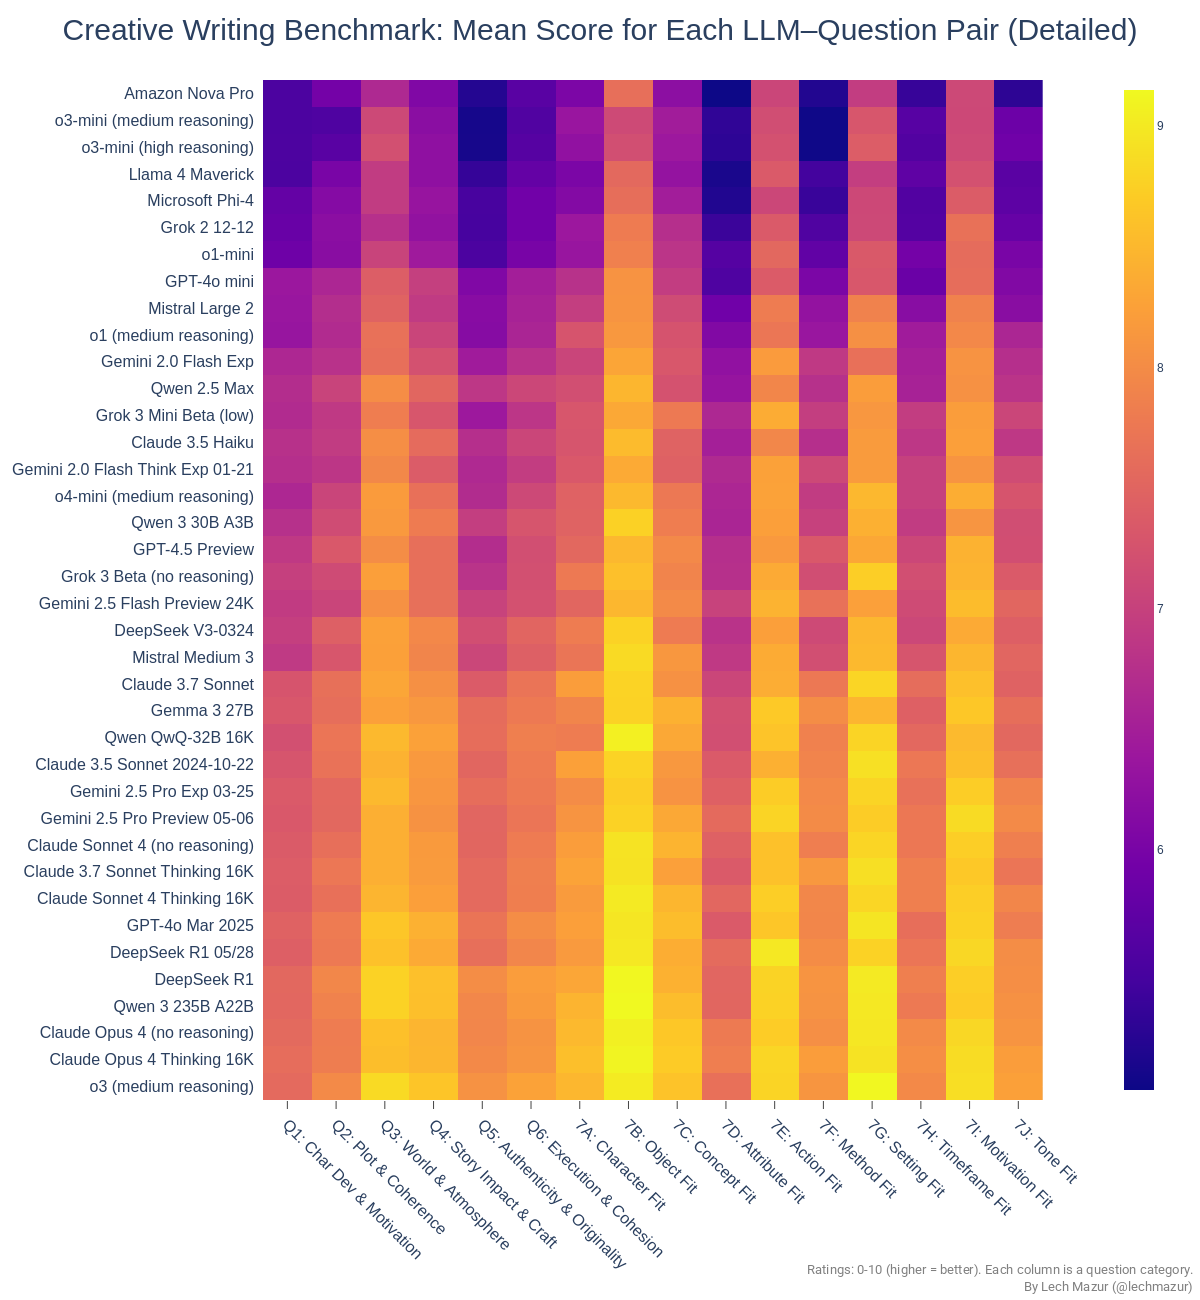 Creative Writing Benchmark: Mean Score for Each LLM–Question Pair (Detailed)
Amazon Nova Pro
o3-mini (medium reasoning)
o3-mini (high reasoning)
Llama 4 Maverick
Microsoft Phi-4
Grok 2 12-12
o1-mini
GPT-4o mini
Mistral Large 2
o1 (medium reasoning)
Gemini 2.0 Flash Exp
Qwen 2.5 Max
Grok 3 Mini Beta (low)
Claude 3.5 Haiku
Gemini 2.0 Flash Think Exp 01-21
o4-mini (medium reasoning)
Qwen 3 30B A3B
GPT-4.5 Preview
Grok 3 Beta (no reasoning)
Gemini 2.5 Flash Preview 24K
DeepSeek V3-0324
Mistral Medium 3
Claude 3.7 Sonnet
Gemma 3 27B
Qwen QwQ-32B 16K
Claude 3.5 Sonnet 2024-10-22
Gemini 2.5 Pro Exp 03-25
Gemini 2.5 Pro Preview 05-06
Claude Sonnet 4 (no reasoning)
Claude 3.7 Sonnet Thinking 16K
Claude Sonnet 4 Thinking 16K
GPT-4o Mar 2025
DeepSeek R1 05/28
DeepSeek R1
Qwen 3 235B A22B
Claude Opus 4 (no reasoning)
Claude Opus 4 Thinking 16K
o3 (medium reasoning)
Q1: Char Dev & Motivation
Q2: Plot & Coherence
Q3: World & Atmosphere
Q4: Story Impact & Craft
Q5: Authenticity & Originality
Q6: Execution & Cohesion
7A: Character Fit
7B: Object Fit
7C: Concept Fit
7D: Attribute Fit
7E: Action Fit
7F: Method Fit
7G: Setting Fit
7H: Timeframe Fit
7I: Motivation Fit
7J: Tone Fit
9
8
7
6
Ratings: 0-10 (higher = better). Each column is a question category.
By Lech Mazur (@lechmazur)